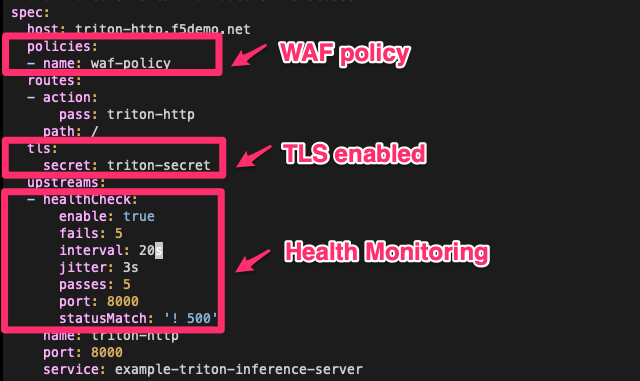 spec:
  host: triton-http.f5demo.net
  policies:
  - name: waf-policy
WAF policy
  routes:
  - action:
      pass: triton-http
    path: /
  tls:
    secret: triton-secret
TLS enabled
  upstreams:
  - healthCheck:
      enable: true
      fails: 5
      interval: 20s
      jitter: 3s
      passes: 5
      port: 8000
      statusMatch: '! 500'
Health Monitoring
    name: triton-http
    port: 8000
    service: example-triton-inference-server